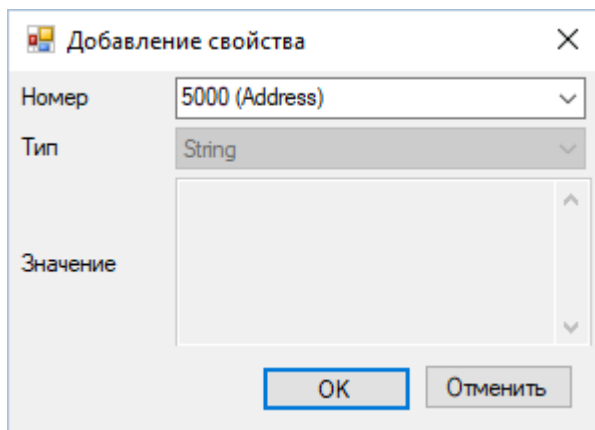 Добавление свойства
Номер 5000 (Address)
Тип String
Значение
OK Отменить